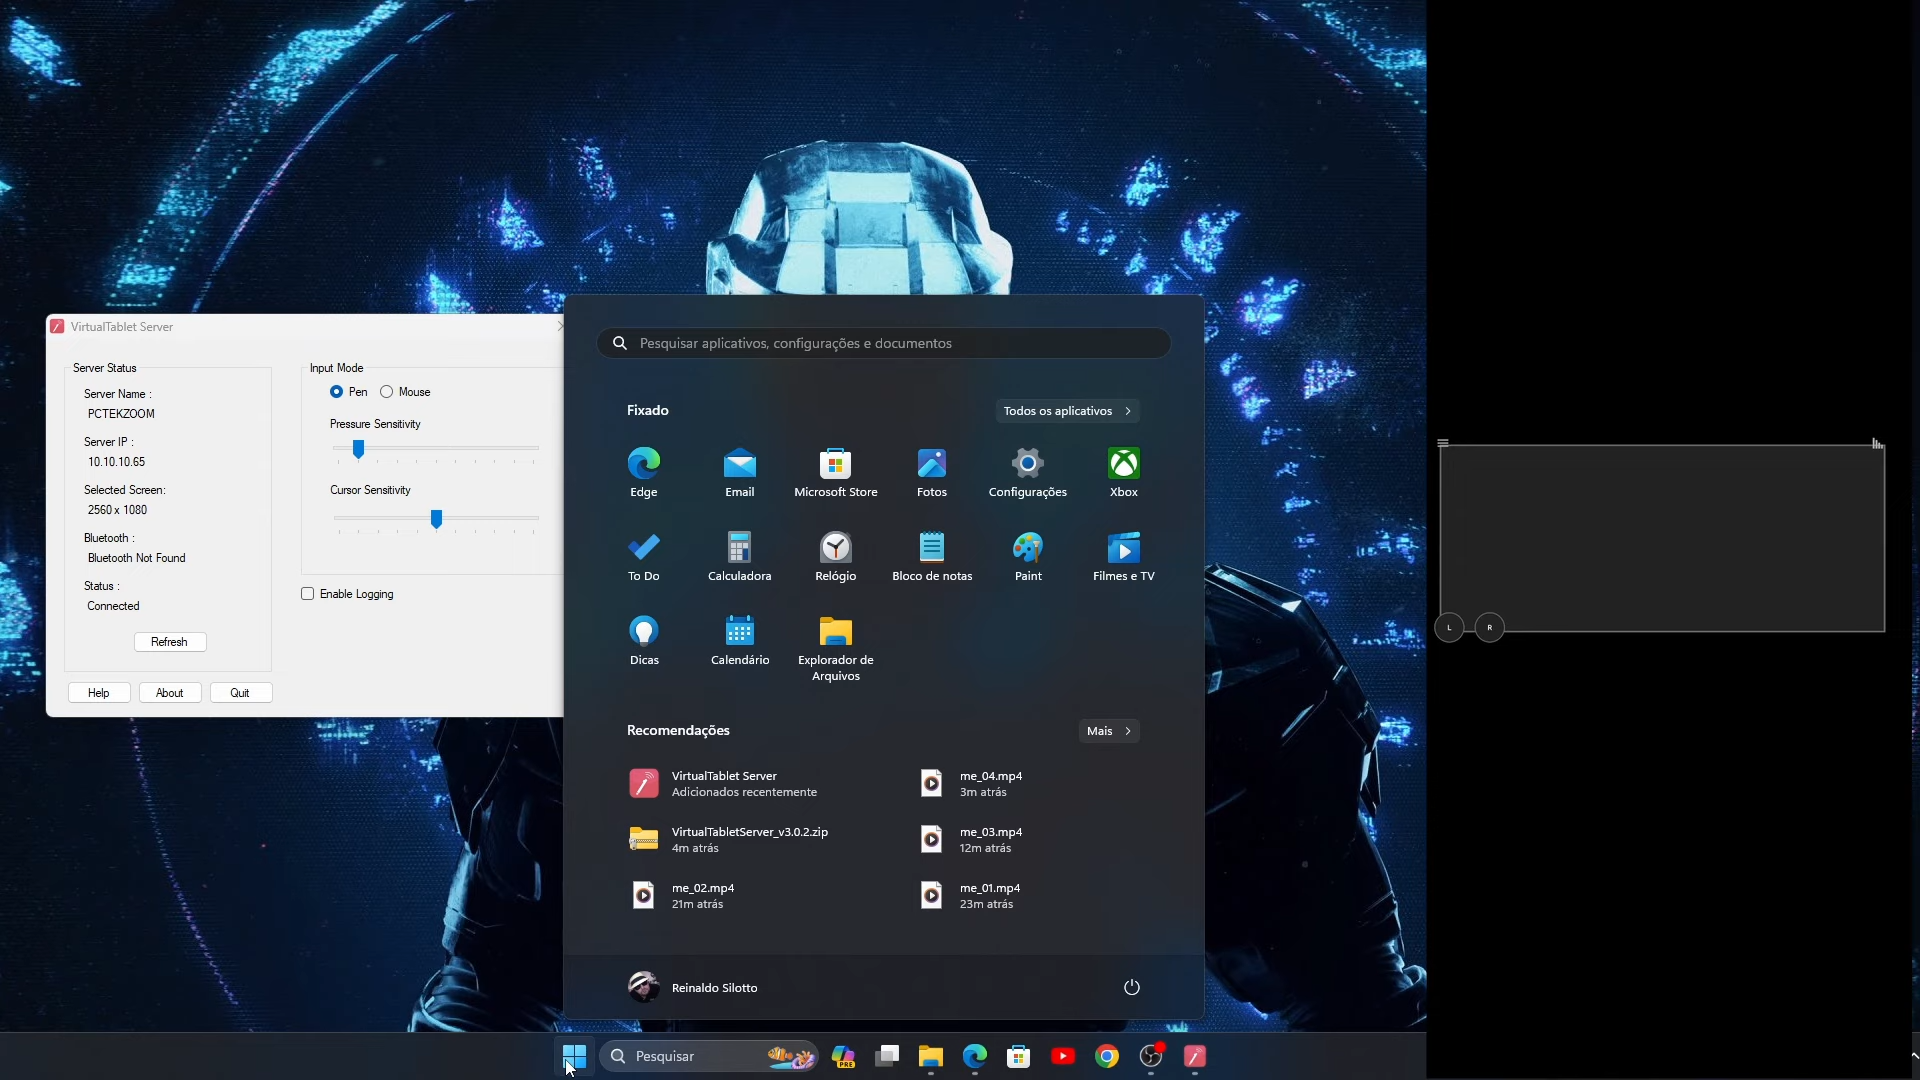 VirtualTablet Server
Server Status
Server Name :
PCTEKZOOM
Server IP :
10.10.10.65
Selected Screen:
2560 x 1080
Bluetooth :
Bluetooth Not Found
Status :
Connected
Refresh
Help About Quit
Input Mode
Pen Mouse
Pressure Sensitivity
Cursor Sensitivity
Enable Logging
Pesquisar aplicativos, configurações e documentos
Fixado Todos os aplicativos
Edge Email Microsoft Store Fotos Configurações Xbox
To Do Calculadora Relógio Bloco de notas Paint Filmes e TV
Dicas Calendário Explorador de
Arquivos
Recomendações Mais
VirtualTablet Server
Adicionados recentemente
me_04.mp4
3m atrás
VirtualTabletServer_v3.0.2.zip
4m atrás
me_03.mp4
12m atrás
me_02.mp4
21m atrás
me_01.mp4
23m atrás
Reinaldo Silotto
Pesquisar
PRE
L R